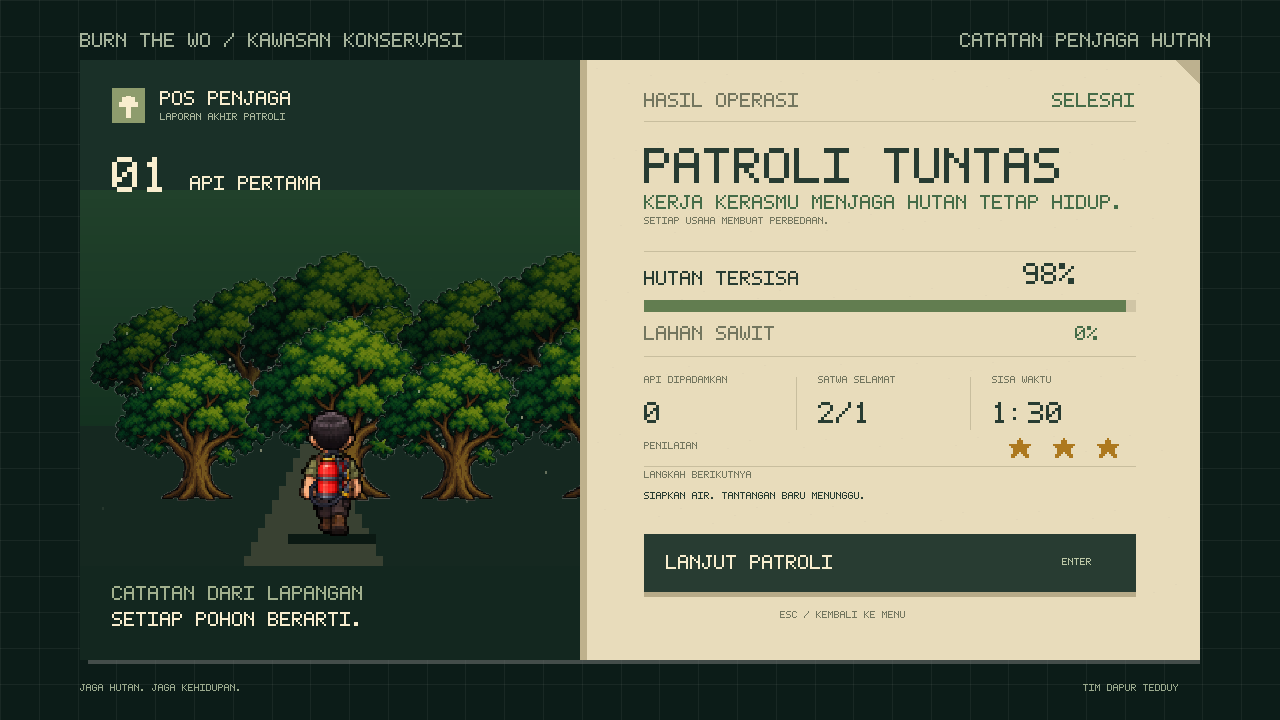 BURN THE WO / KAWASAN KONSERVASI
CATATAN PENJAGA HUTAN
POS PENJAGA
LAPORAN AKHIR PATROLI
01 API PERTAMA
CATATAN DARI LAPANGAN
SETIAP POHON BERARTI.
HASIL OPERASI
SELESAI
PATROLI TUNTAS
KERJA KERASMU MENJAGA HUTAN TETAP HIDUP.
SETIAP USAHA MEMBUAT PERBEDAAN.
HUTAN TERSISA 98%
LAHAN SAWIT 0%
API DIPADAMKAN
0
SATWA SELAMAT
2/1
SISA WAKTU
1:30
PENILAIAN
LANGKAH BERIKUTNYA
SIAPKAN AIR. TANTANGAN BARU MENUNGGU.
LANJUT PATROLI ENTER
ESC / KEMBALI KE MENU
JAGA HUTAN. JAGA KEHIDUPAN.
TIM DAPUR TEDDUY